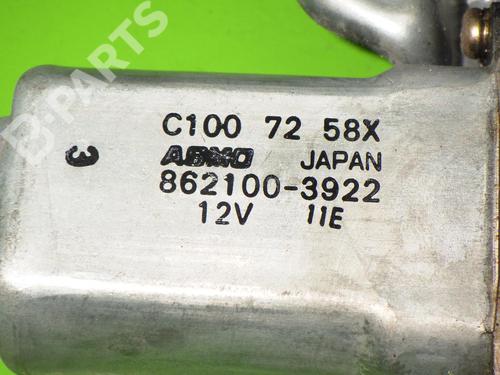 B-PARTS
C100 72 58X
3
ASMO JAPAN
862100-3922
12V 11E